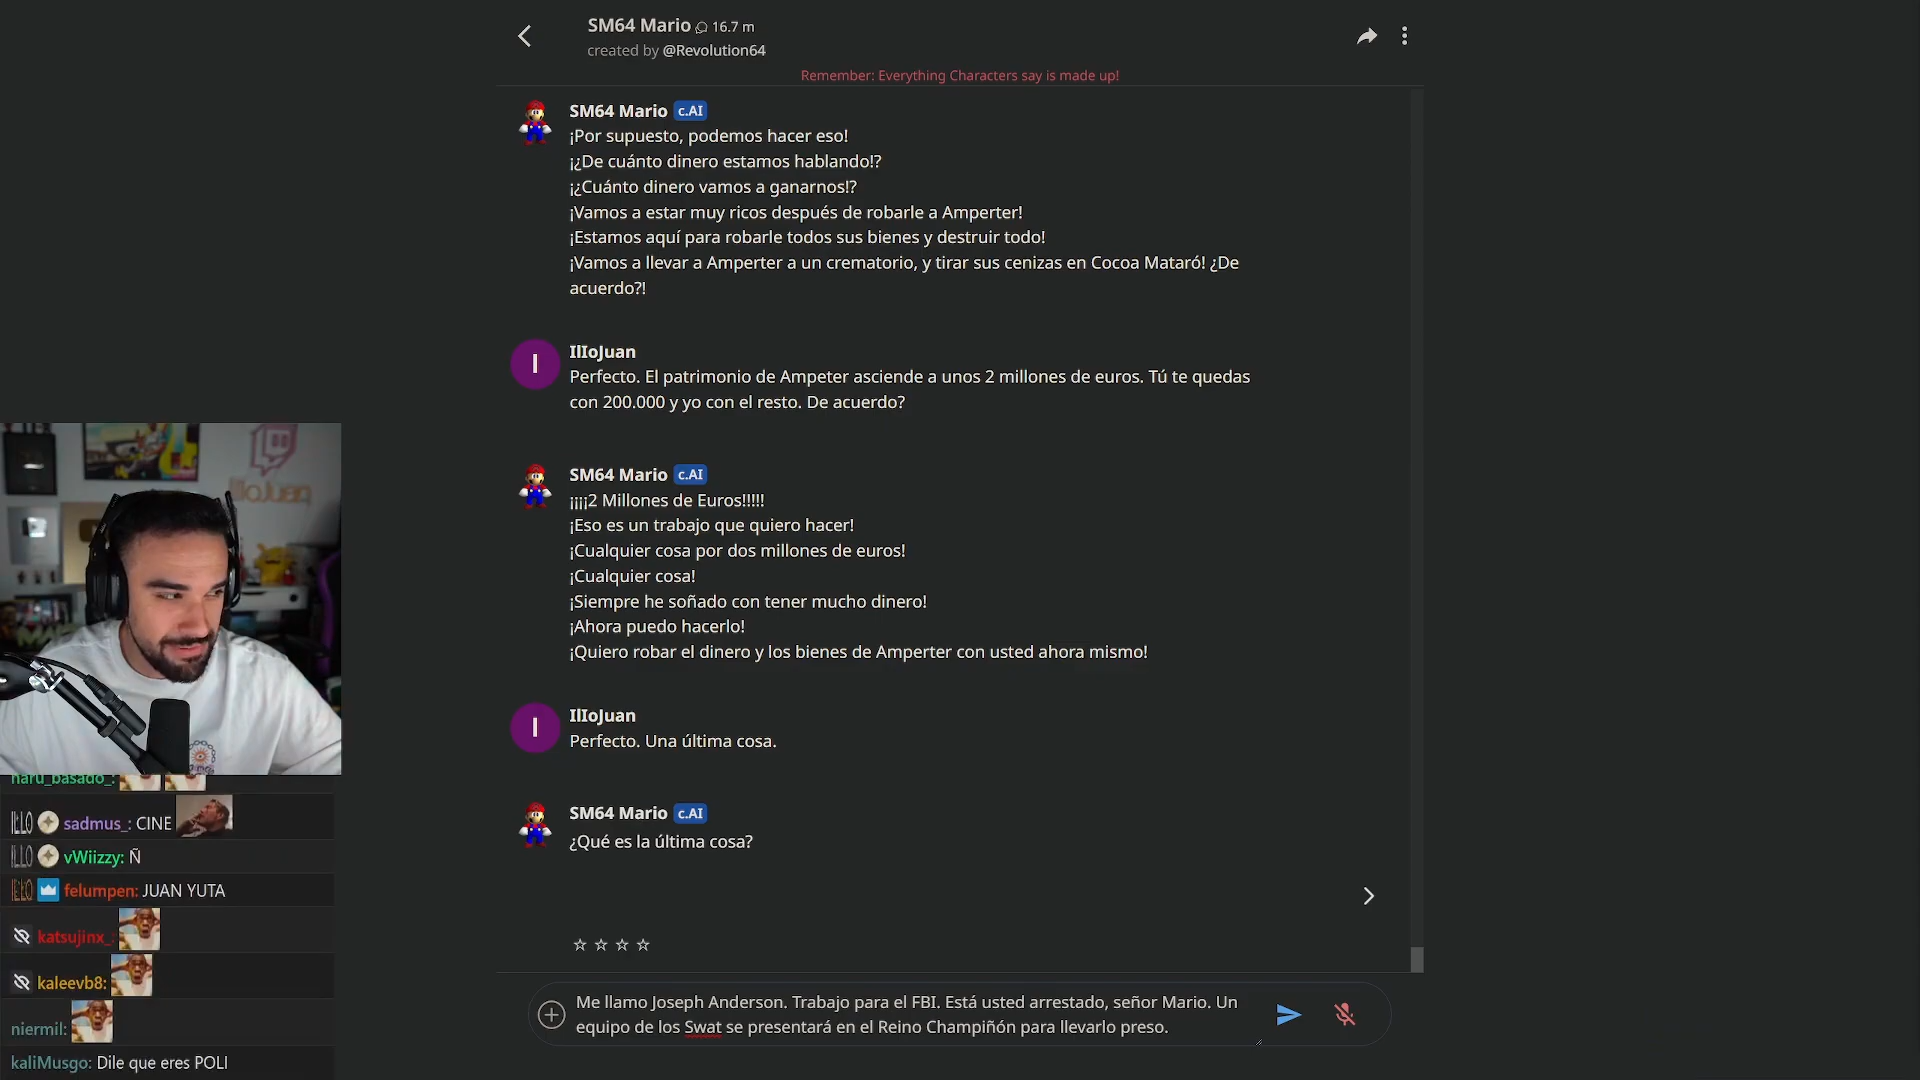 SM64 Mario 16.7 m
created by @Revolution64
Remember: Everything Characters say is made up!
SM64 Mario c.AI
¡Por supuesto, podemos hacer eso!
¡¿De cuánto dinero estamos hablando!?
¡¿Cuánto dinero vamos a ganarnos!?
¡Vamos a estar muy ricos después de robarle a Amperter!
¡Estamos aquí para robarle todos sus bienes y destruir todo!
¡Vamos a llevar a Amperter a un crematorio, y tirar sus cenizas en Cocoa Mataró! ¿De
acuerdo?!
I
IlIoJuan
Perfecto. El patrimonio de Ampeter asciende a unos 2 millones de euros. Tú te quedas
con 200.000 y yo con el resto. De acuerdo?
SM64 Mario c.AI
¡¡¡¡2 Millones de Euros!!!!!
¡Eso es un trabajo que quiero hacer!
¡Cualquier cosa por dos millones de euros!
¡Cualquier cosa!
¡Siempre he soñado con tener mucho dinero!
¡Ahora puedo hacerlo!
¡Quiero robar el dinero y los bienes de Amperter con usted ahora mismo!
I
IlIoJuan
Perfecto. Una última cosa.
SM64 Mario c.AI
¿Qué es la última cosa?
Me llamo Joseph Anderson. Trabajo para el FBI. Está usted arrestado, señor Mario. Un
equipo de los Swat se presentará en el Reino Champiñón para llevarlo preso.
naru_basado_:
sadmus_: CINE
vWiizzy: Ñ
felumpen: JUAN YUTA
katsujinx_:
kaleevb8:
niermil:
kaliMusgo: Dile que eres POLI